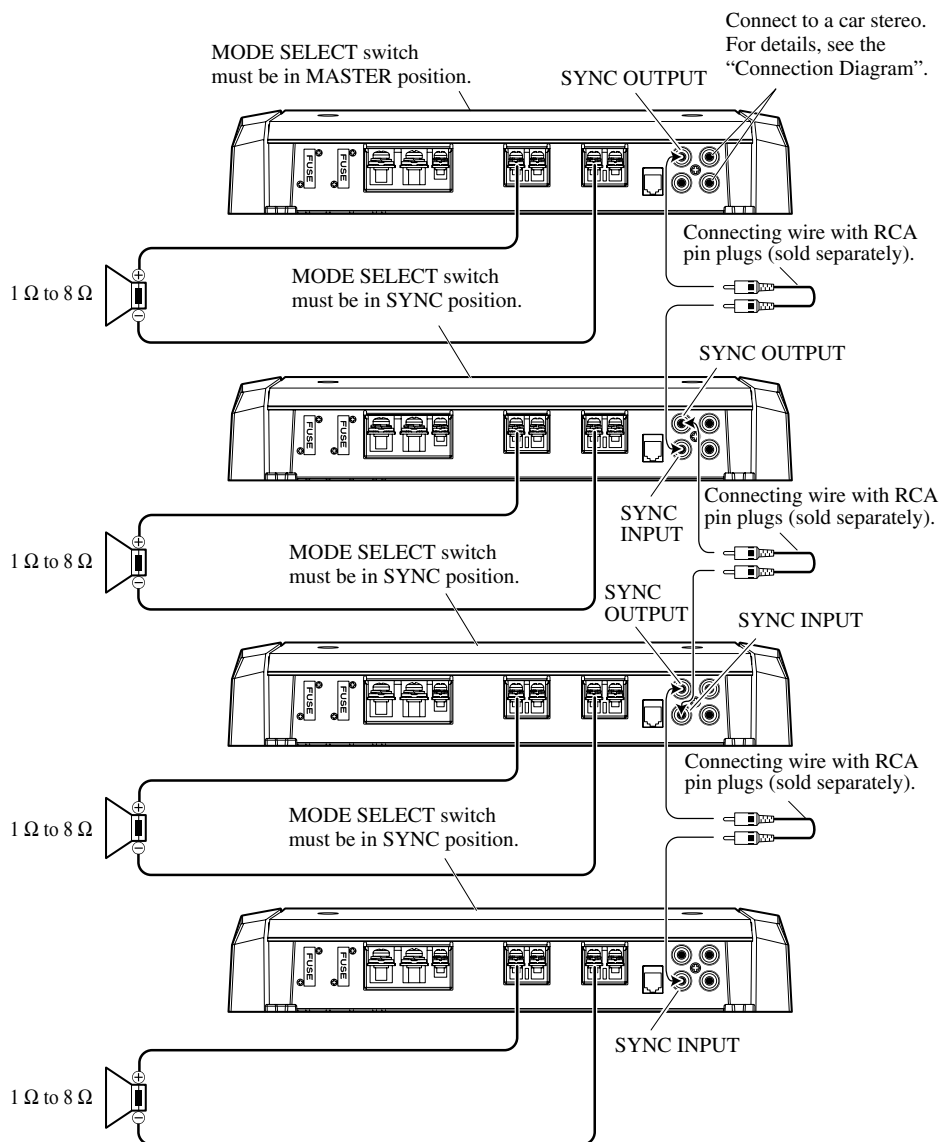 Connect to a car stereo.
For details, see the
“Connection Diagram”.
MODE SELECT switch
must be in MASTER position.
SYNC OUTPUT
FUSE
FUSE
Connecting wire with RCA
pin plugs (sold separately).
MODE SELECT switch
must be in SYNC position.
+
1 Ω to 8 Ω
−
SYNC OUTPUT
FUSE
FUSE
SYNC
INPUT
Connecting wire with RCA
pin plugs (sold separately).
MODE SELECT switch
must be in SYNC position.
+
1 Ω to 8 Ω
−
SYNC
OUTPUT
SYNC INPUT
FUSE
FUSE
Connecting wire with RCA
pin plugs (sold separately).
MODE SELECT switch
must be in SYNC position.
+
1 Ω to 8 Ω
−
FUSE
FUSE
SYNC INPUT
+
1 Ω to 8 Ω
−